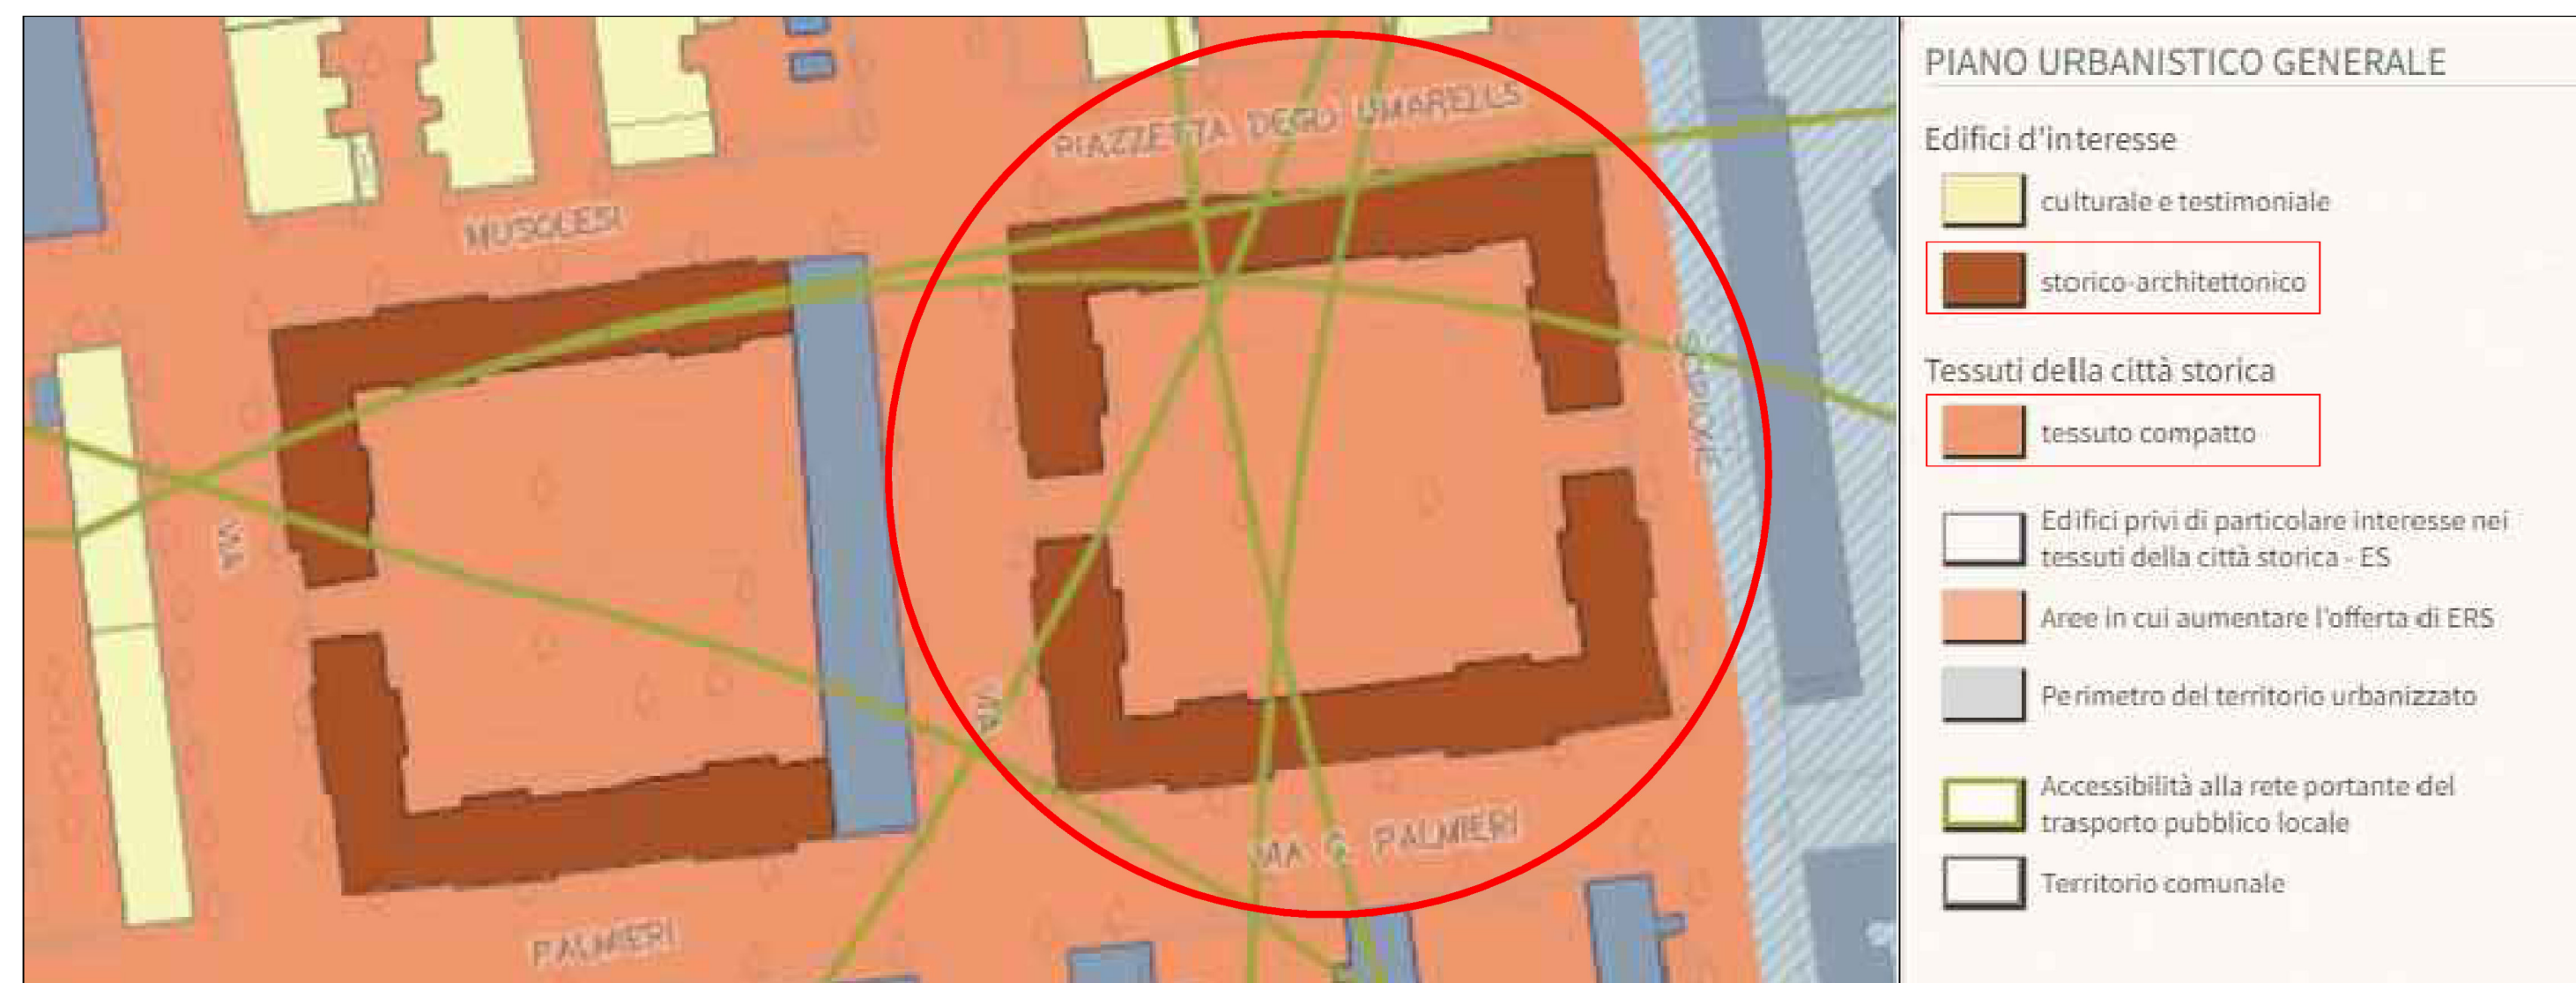 PIAZZETTA DEGLI UMARELLS
MUSOLESI
VIA
VIA
VIA G. PALMIERI
PALMIERI
PIANO URBANISTICO GENERALE
Edifici d'interesse
culturale e testimoniale
storico-architettonico
Tessuti della città storica
tessuto compatto
Edifici privi di particolare interesse nei
tessuti della città storica - ES
Aree in cui aumentare l'offerta di ERS
Perimetro del territorio urbanizzato
Accessibilità alla rete portante del
trasporto pubblico locale
Territorio comunale